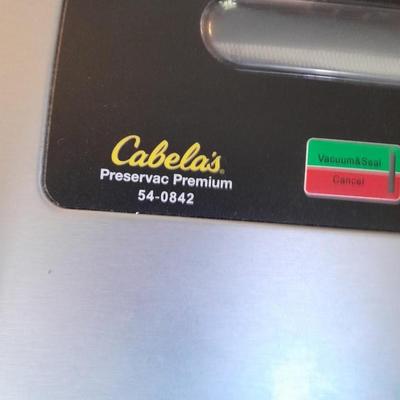 Cabela's
Preservac Premium
54-0842
Vacuum&Seal
Cancel